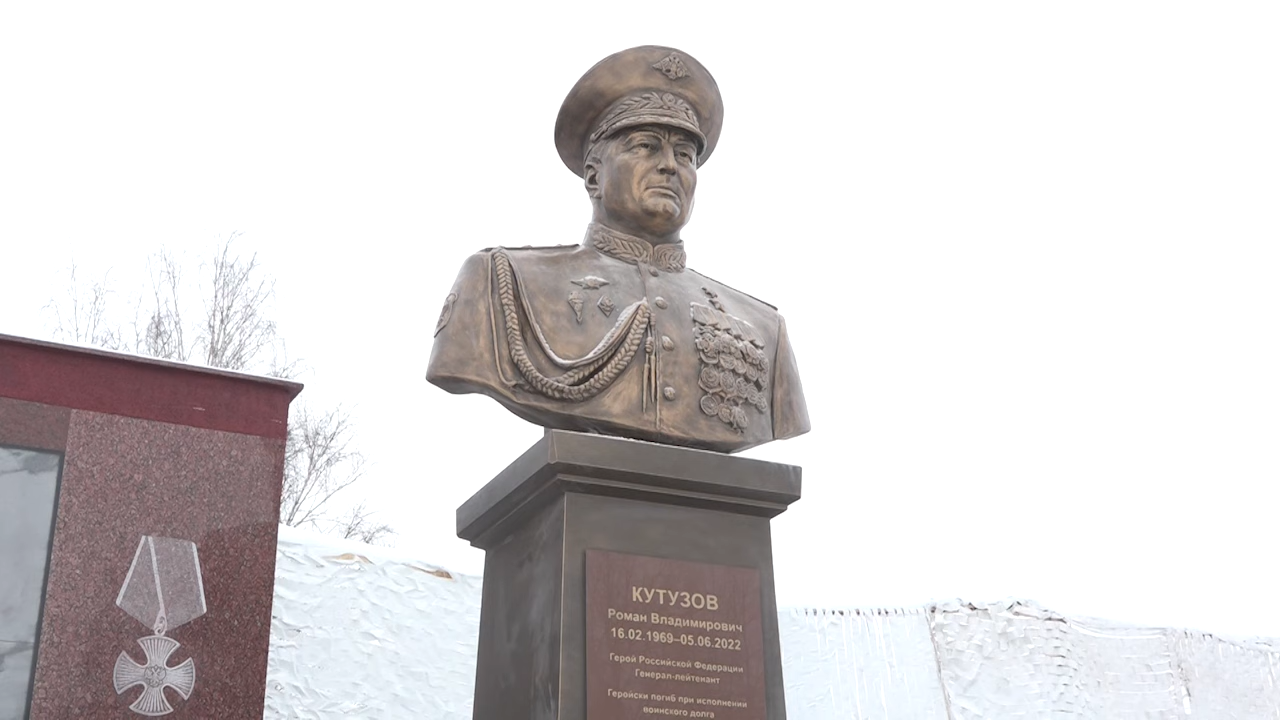 КУТУЗОВ
Роман Владимирович
16.02.1969–05.06.2022
Герой Российской Федерации
Генерал-лейтенант
Геройски погиб при исполнении
воинского долга